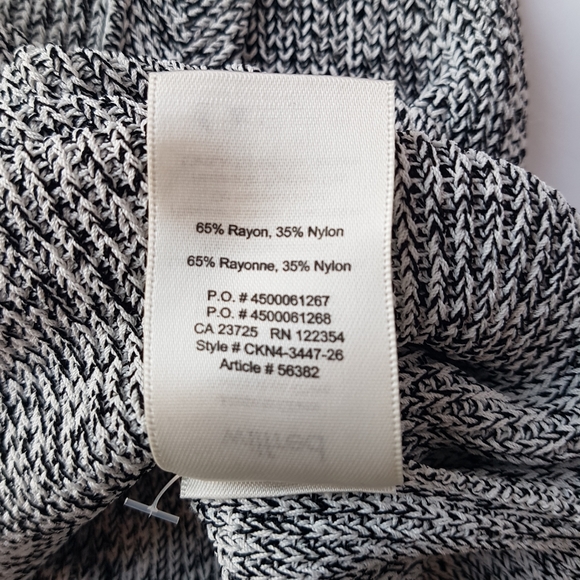 65% Rayon, 35% Nylon
65% Rayonne, 35% Nylon
P.O. # 4500061267
P.O. # 4500061268
CA 23725 RN 122354
Style # CKN4-3447-26
Article # 56382
wilfred